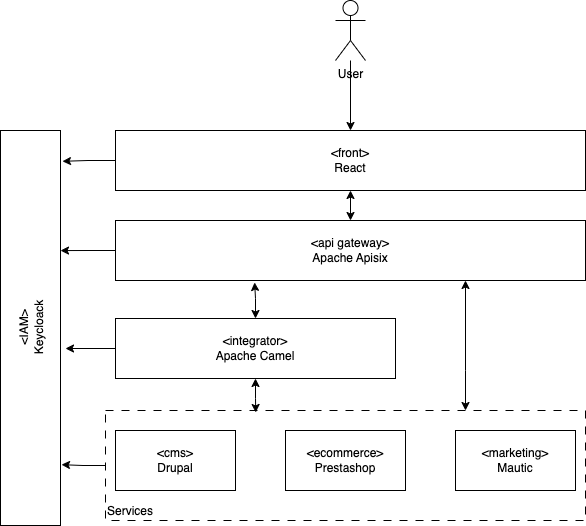 User
<front>
React
<api gateway>
Apache Apisix
<IAM>
Keycloack
<integrator>
Apache Camel
<cms>
Drupal
<ecommerce>
Prestashop
<marketing>
Mautic
Services